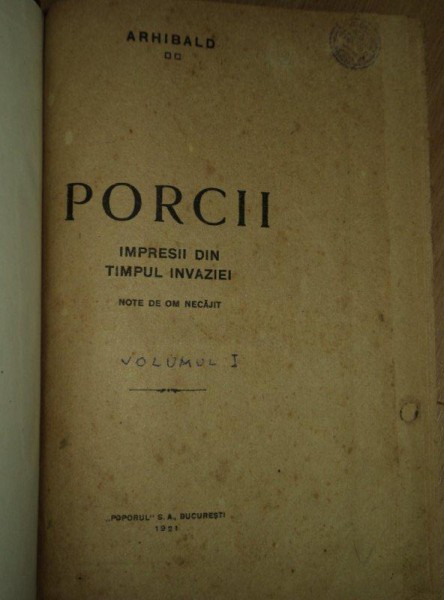 ARHIBALD
PORCII
IMPRESII DIN
TIMPUL INVAZIEI
NOTE DE OM NECĂJIT
VOLUMUL I
„POPORUL" S. A., BUCUREȘTI
1921